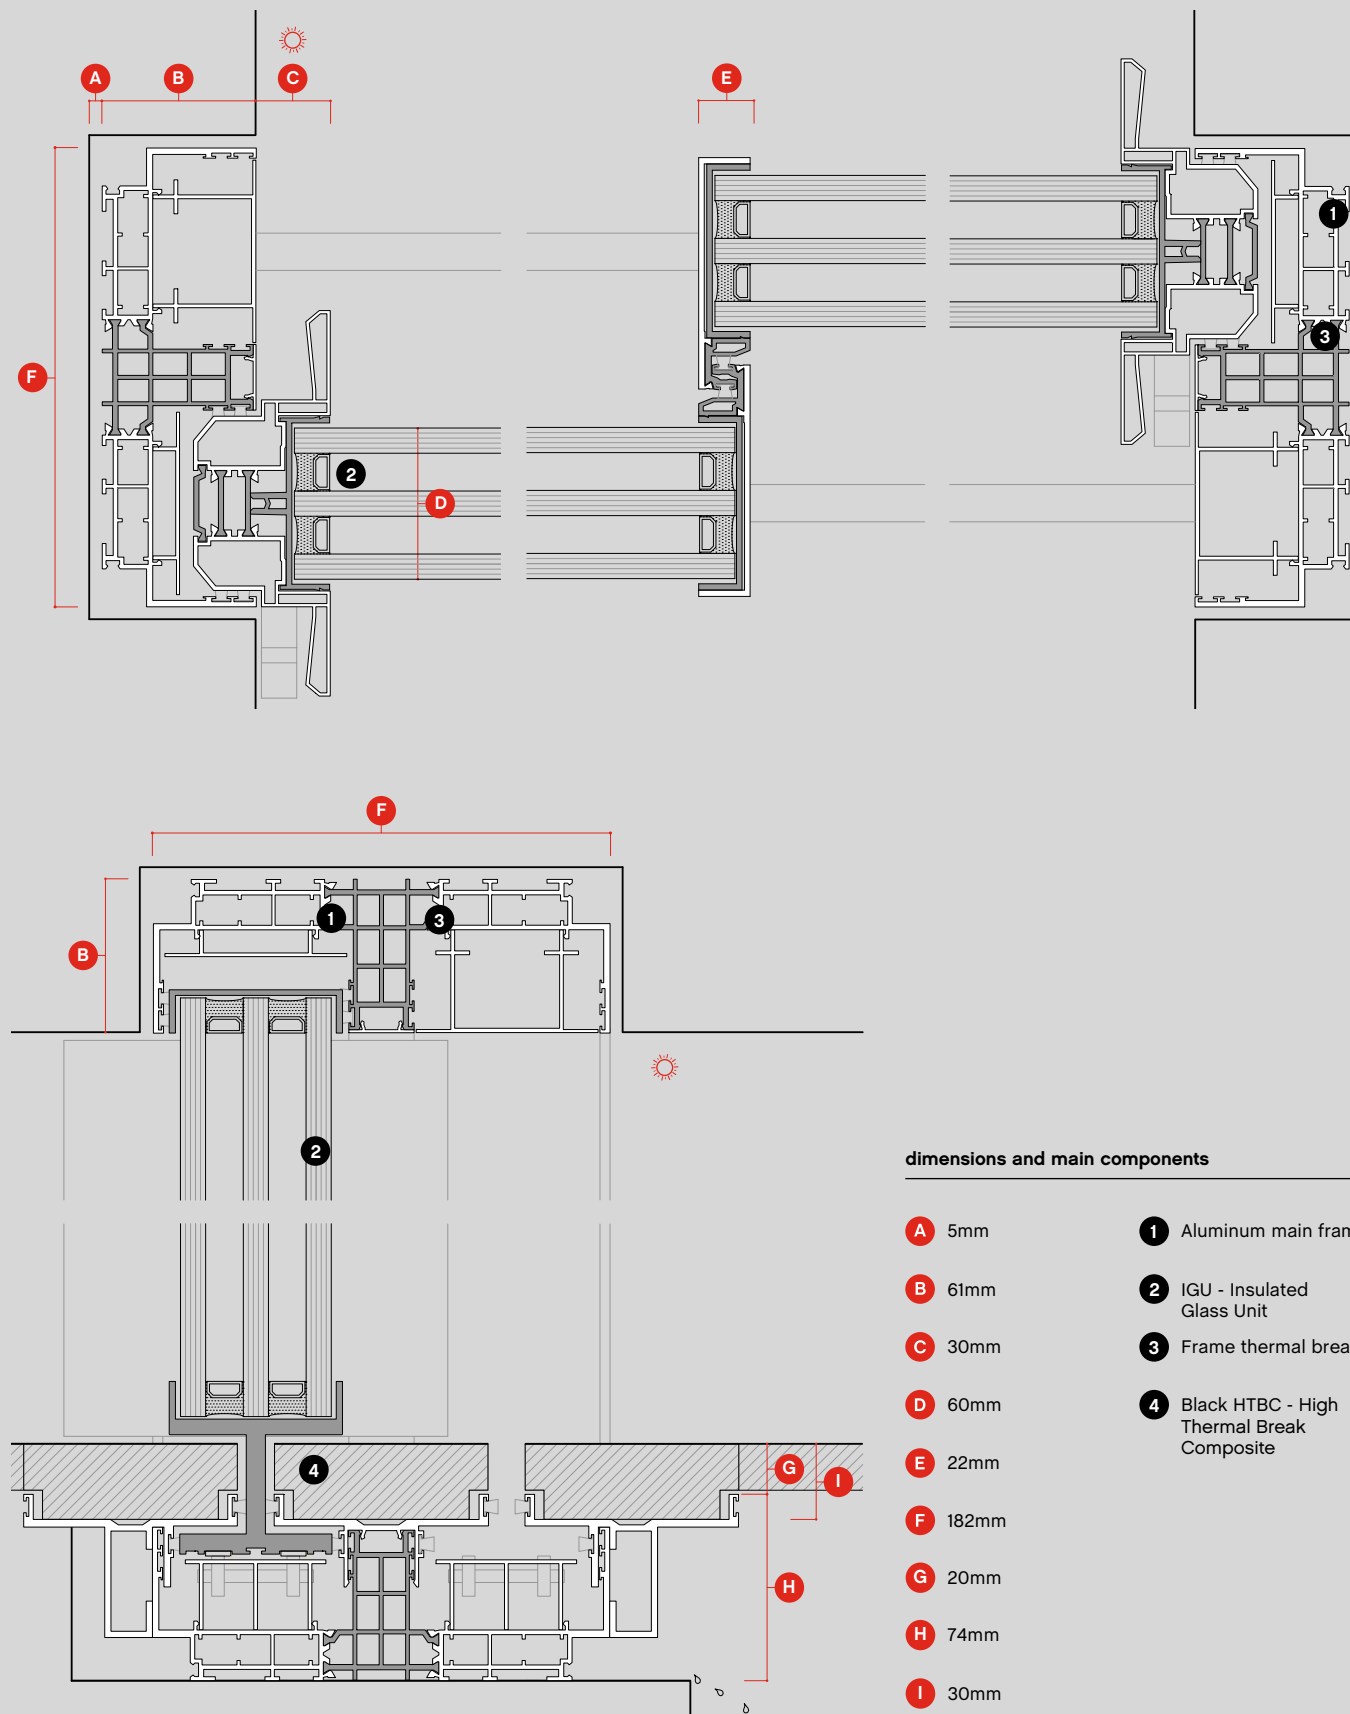 A
B
C
E
F
1
3
2
D
F
B
1
3
2
4
G
I
H
dimensions and main components
A 5mm
1 Aluminum main fram
B 61mm
2 IGU - Insulated
Glass Unit
C 30mm
3 Frame thermal brea
D 60mm
4 Black HTBC - High
Thermal Break
Composite
E 22mm
F 182mm
G 20mm
H 74mm
I 30mm